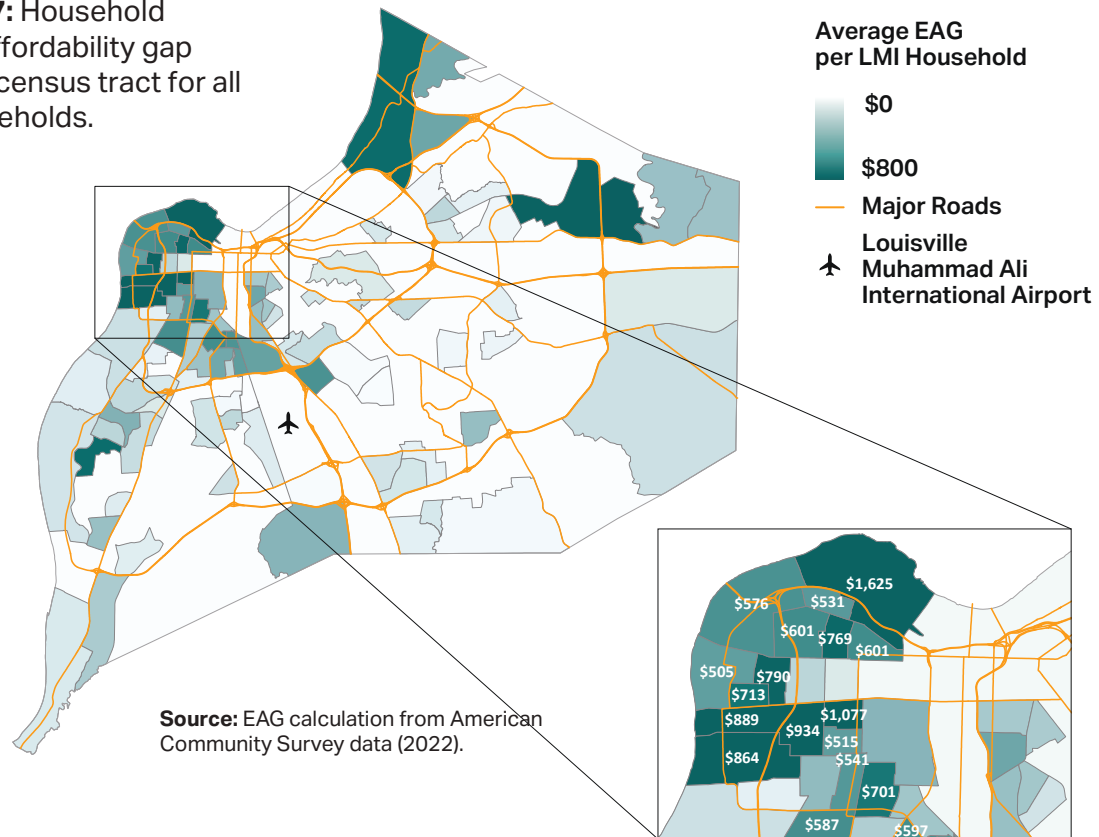 7: Household
ffordability gap
census tract for all
eholds.
Average EAG
per LMI Household
$0
$800
Major Roads
Louisville
Muhammad Ali
International Airport
$1,625
$576
$531
$601
$769
$601
$505
$790
$713
$889
$1,077
$934
$515
$541
$864
$701
$587
$597
Source: EAG calculation from American
Community Survey data (2022).